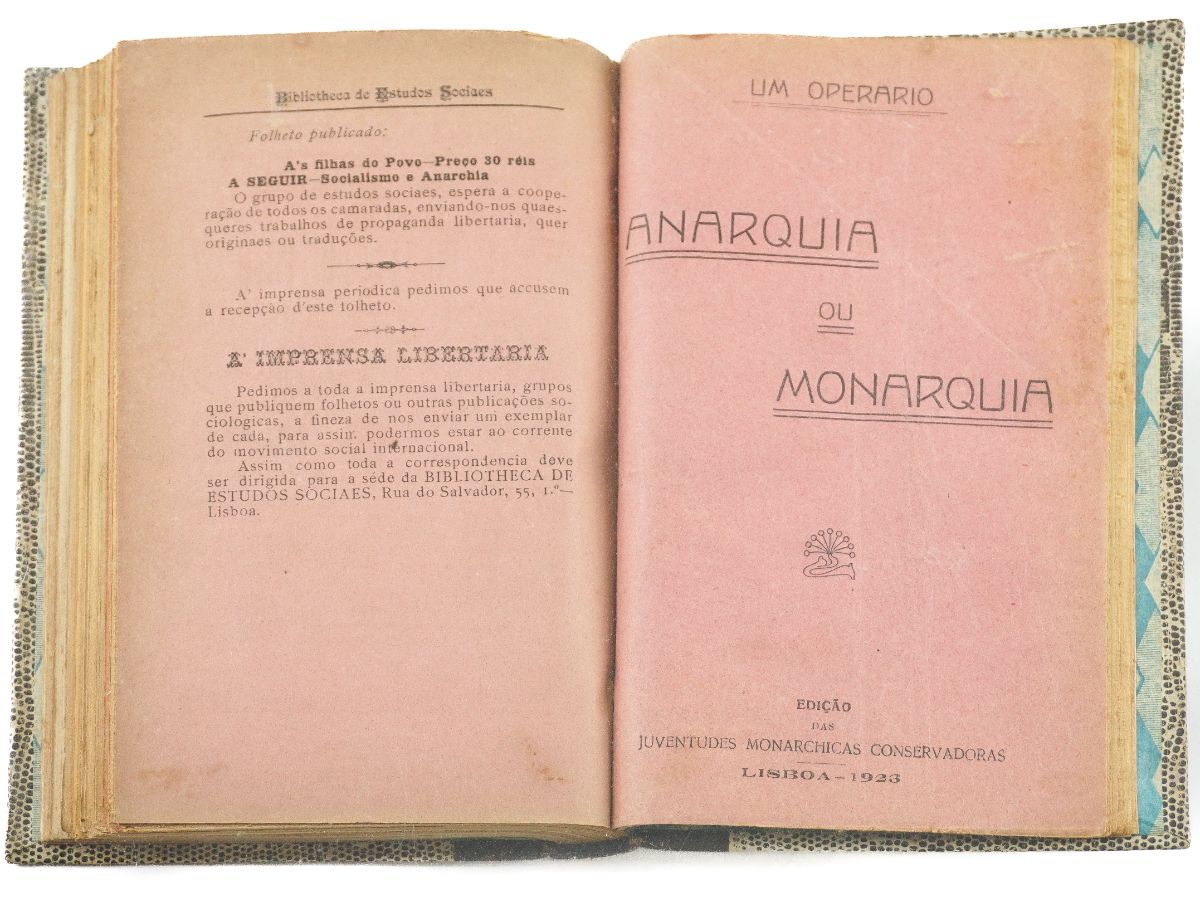 Bibliotheca de Estudos Sociaes
Folheto publicado:
A's filhas do Povo—Preço 30 réis
A SEGUIR—Socialismo e Anarchia
O grupo de estudos sociaes, espera a coope-
ração de todos os camaradas, enviando-nos quaes-
queres trabalhos de propaganda libertaria, quer
originaes ou traduções.
A' imprensa periodica pedimos que accusem
a recepção d'este folheto.
A' IMPRENSA LIBERTARIA
Pedimos a toda a imprensa libertaria, grupos
que publiquem folhetos ou outras publicações so-
ciologicas, a fineza de nos enviar um exemplar
de cada, para assim podermos estar ao corrente
do movimento social internacional.
Assim como toda a correspondencia deve
ser dirigida para a séde da BIBLIOTHECA DE
ESTUDOS SOCIAES, Rua do Salvador, 55, 1.º—
Lisboa.
UM OPERARIO
ANARQUIA
OU
MONARQUIA
EDIÇÃO
DAS
JUVENTUDES MONARCHICAS CONSERVADORAS
LISBOA—1923